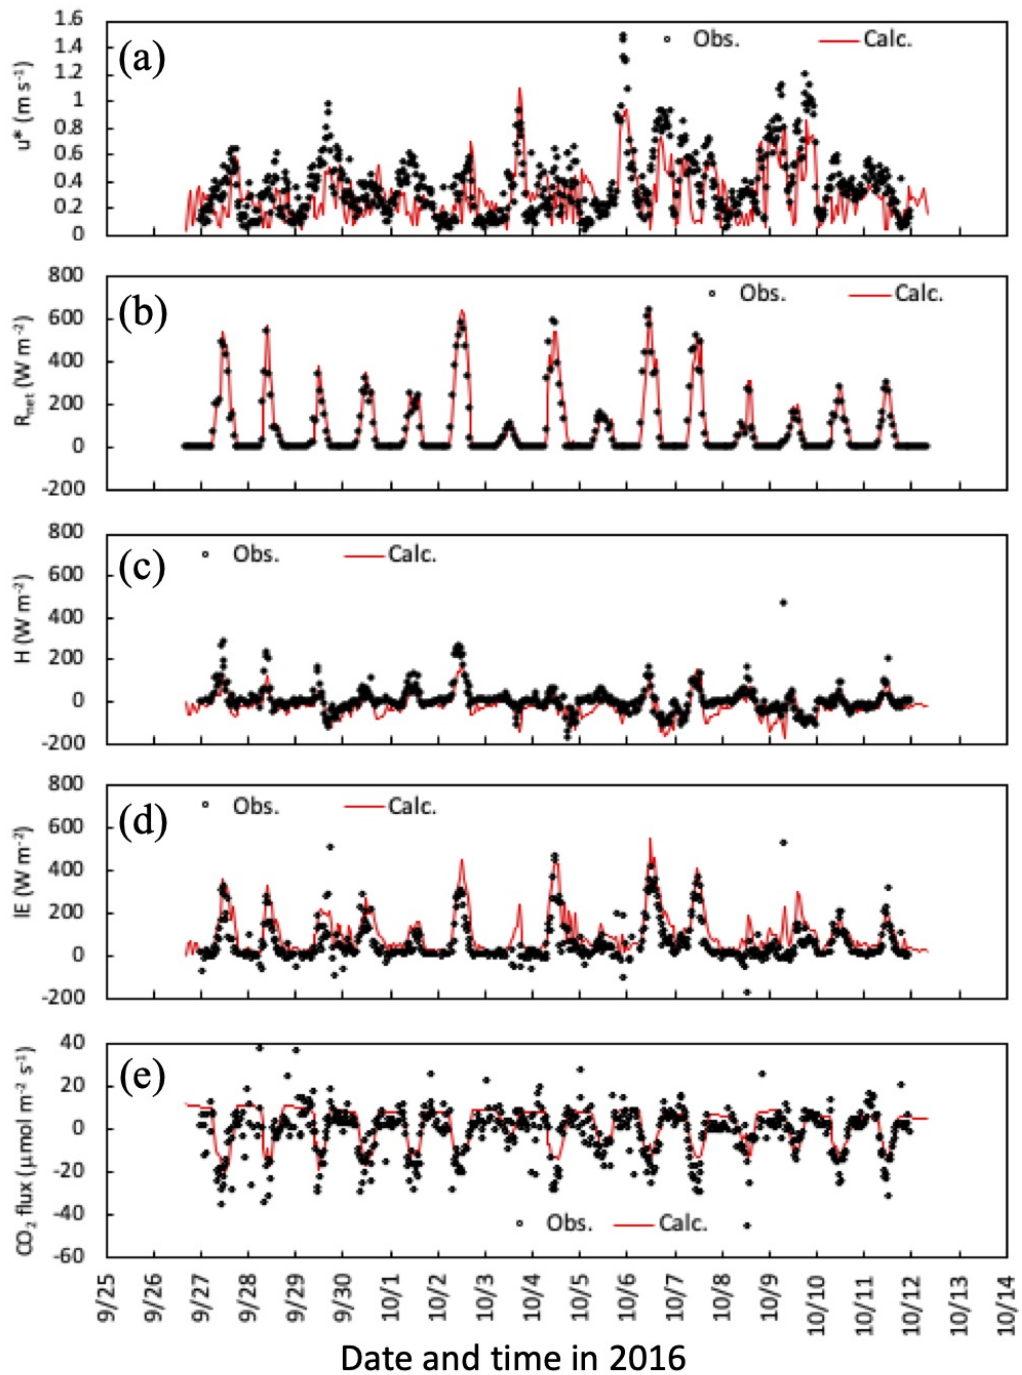 (a)
u* (m s⁻¹)
1.6
1.4
1.2
1
0.8
0.6
0.4
0.2
0
Obs.
Calc.
(b)
Rnet (W m⁻²)
800
600
400
200
0
-200
Obs.
Calc.
(c)
H (W m⁻²)
800
600
400
200
0
-200
Obs.
Calc.
(d)
lE (W m⁻²)
800
600
400
200
0
-200
Obs.
Calc.
(e)
CO₂ flux (µmol m⁻² s⁻¹)
40
20
0
-20
-40
-60
Obs.
Calc.
9/25
9/26
9/27
9/28
9/29
9/30
10/1
10/2
10/3
10/4
10/5
10/6
10/7
10/8
10/9
10/10
10/11
10/12
10/13
10/14
Date and time in 2016